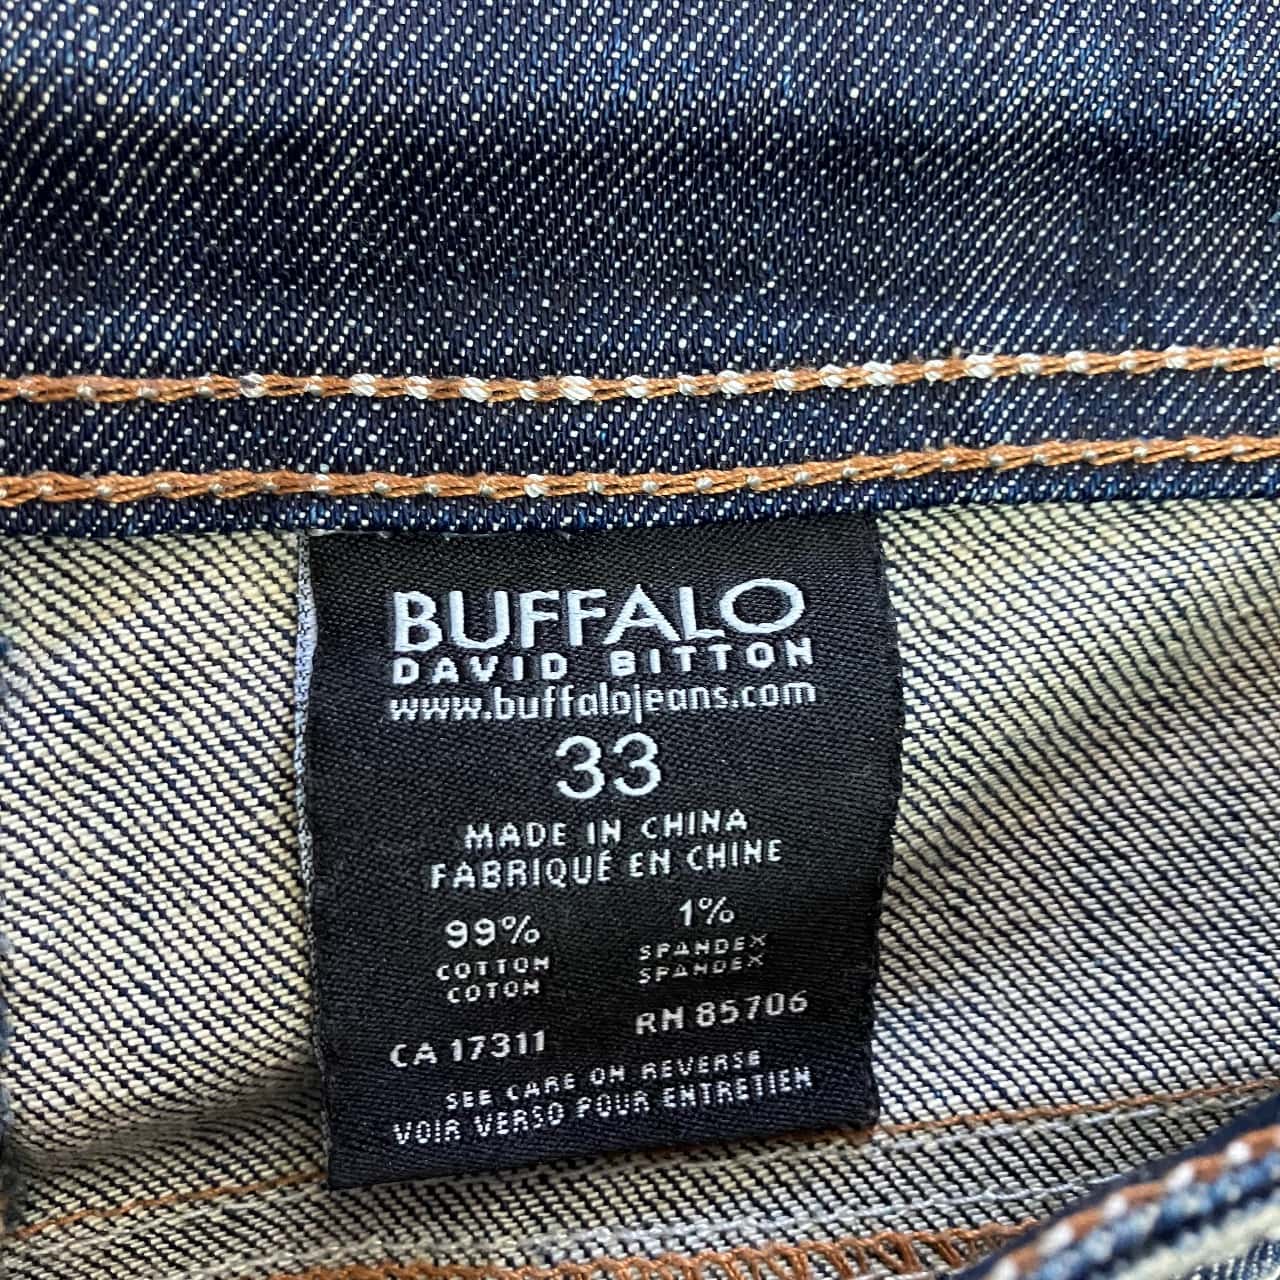 BUFFALO
DAVID BITTON
www.buffalojeans.com
33
MADE IN CHINA
FABRIQUÉ EN CHINE
99% 1%
COTTON SPANDEX
COTON SPANDEX
CA 17311 RN 85706
SEE CARE ON REVERSE
VOIR VERSO POUR ENTRETIEN